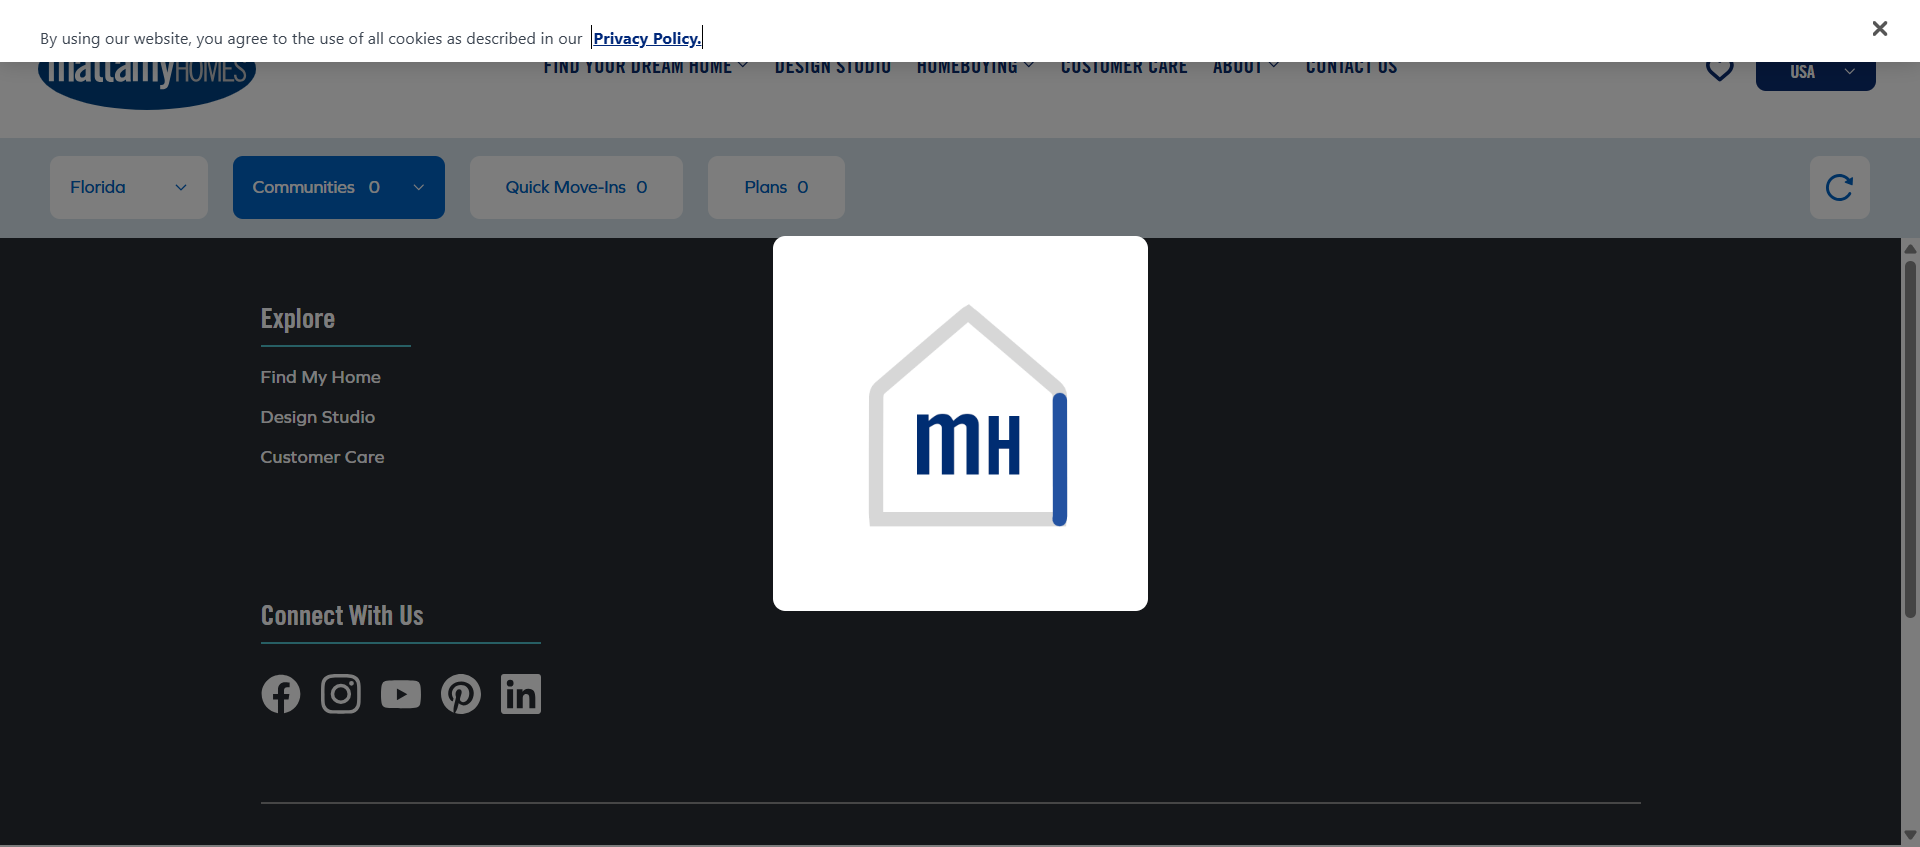 By using our website, you agree to the use of all cookies as described in our Privacy Policy.
mattamyHOMES
FIND YOUR DREAM HOME
DESIGN STUDIO
HOMEBUYING
CUSTOMER CARE
ABOUT
CONTACT US
USA
Florida
Communities 0
Quick Move-Ins 0
Plans 0
Explore
Find My Home
Design Studio
Customer Care
mH
Connect With Us